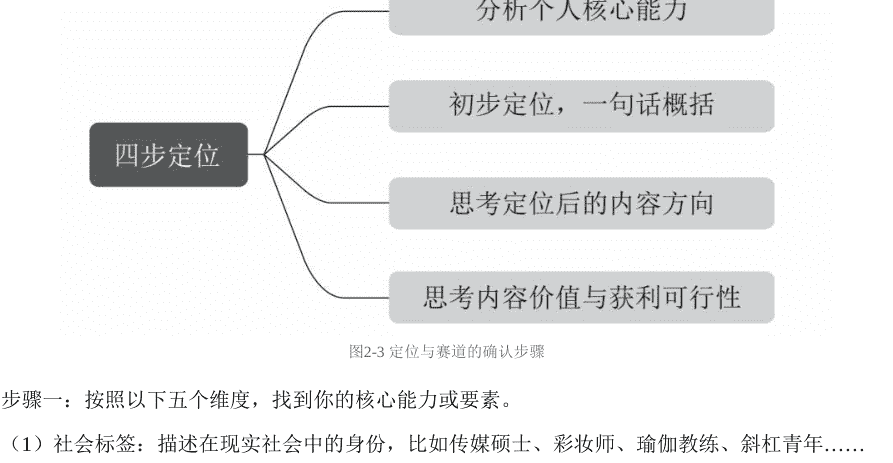 分析个人核心能力
初步定位，一句话概括
四步定位
思考定位后的内容方向
思考内容价值与获利可行性
图2-3 定位与赛道的确认步骤
步骤一：按照以下五个维度，找到你的核心能力或要素。
（1）社会标签：描述在现实社会中的身份，比如传媒硕士、彩妆师、瑜伽教练、斜杠青年……